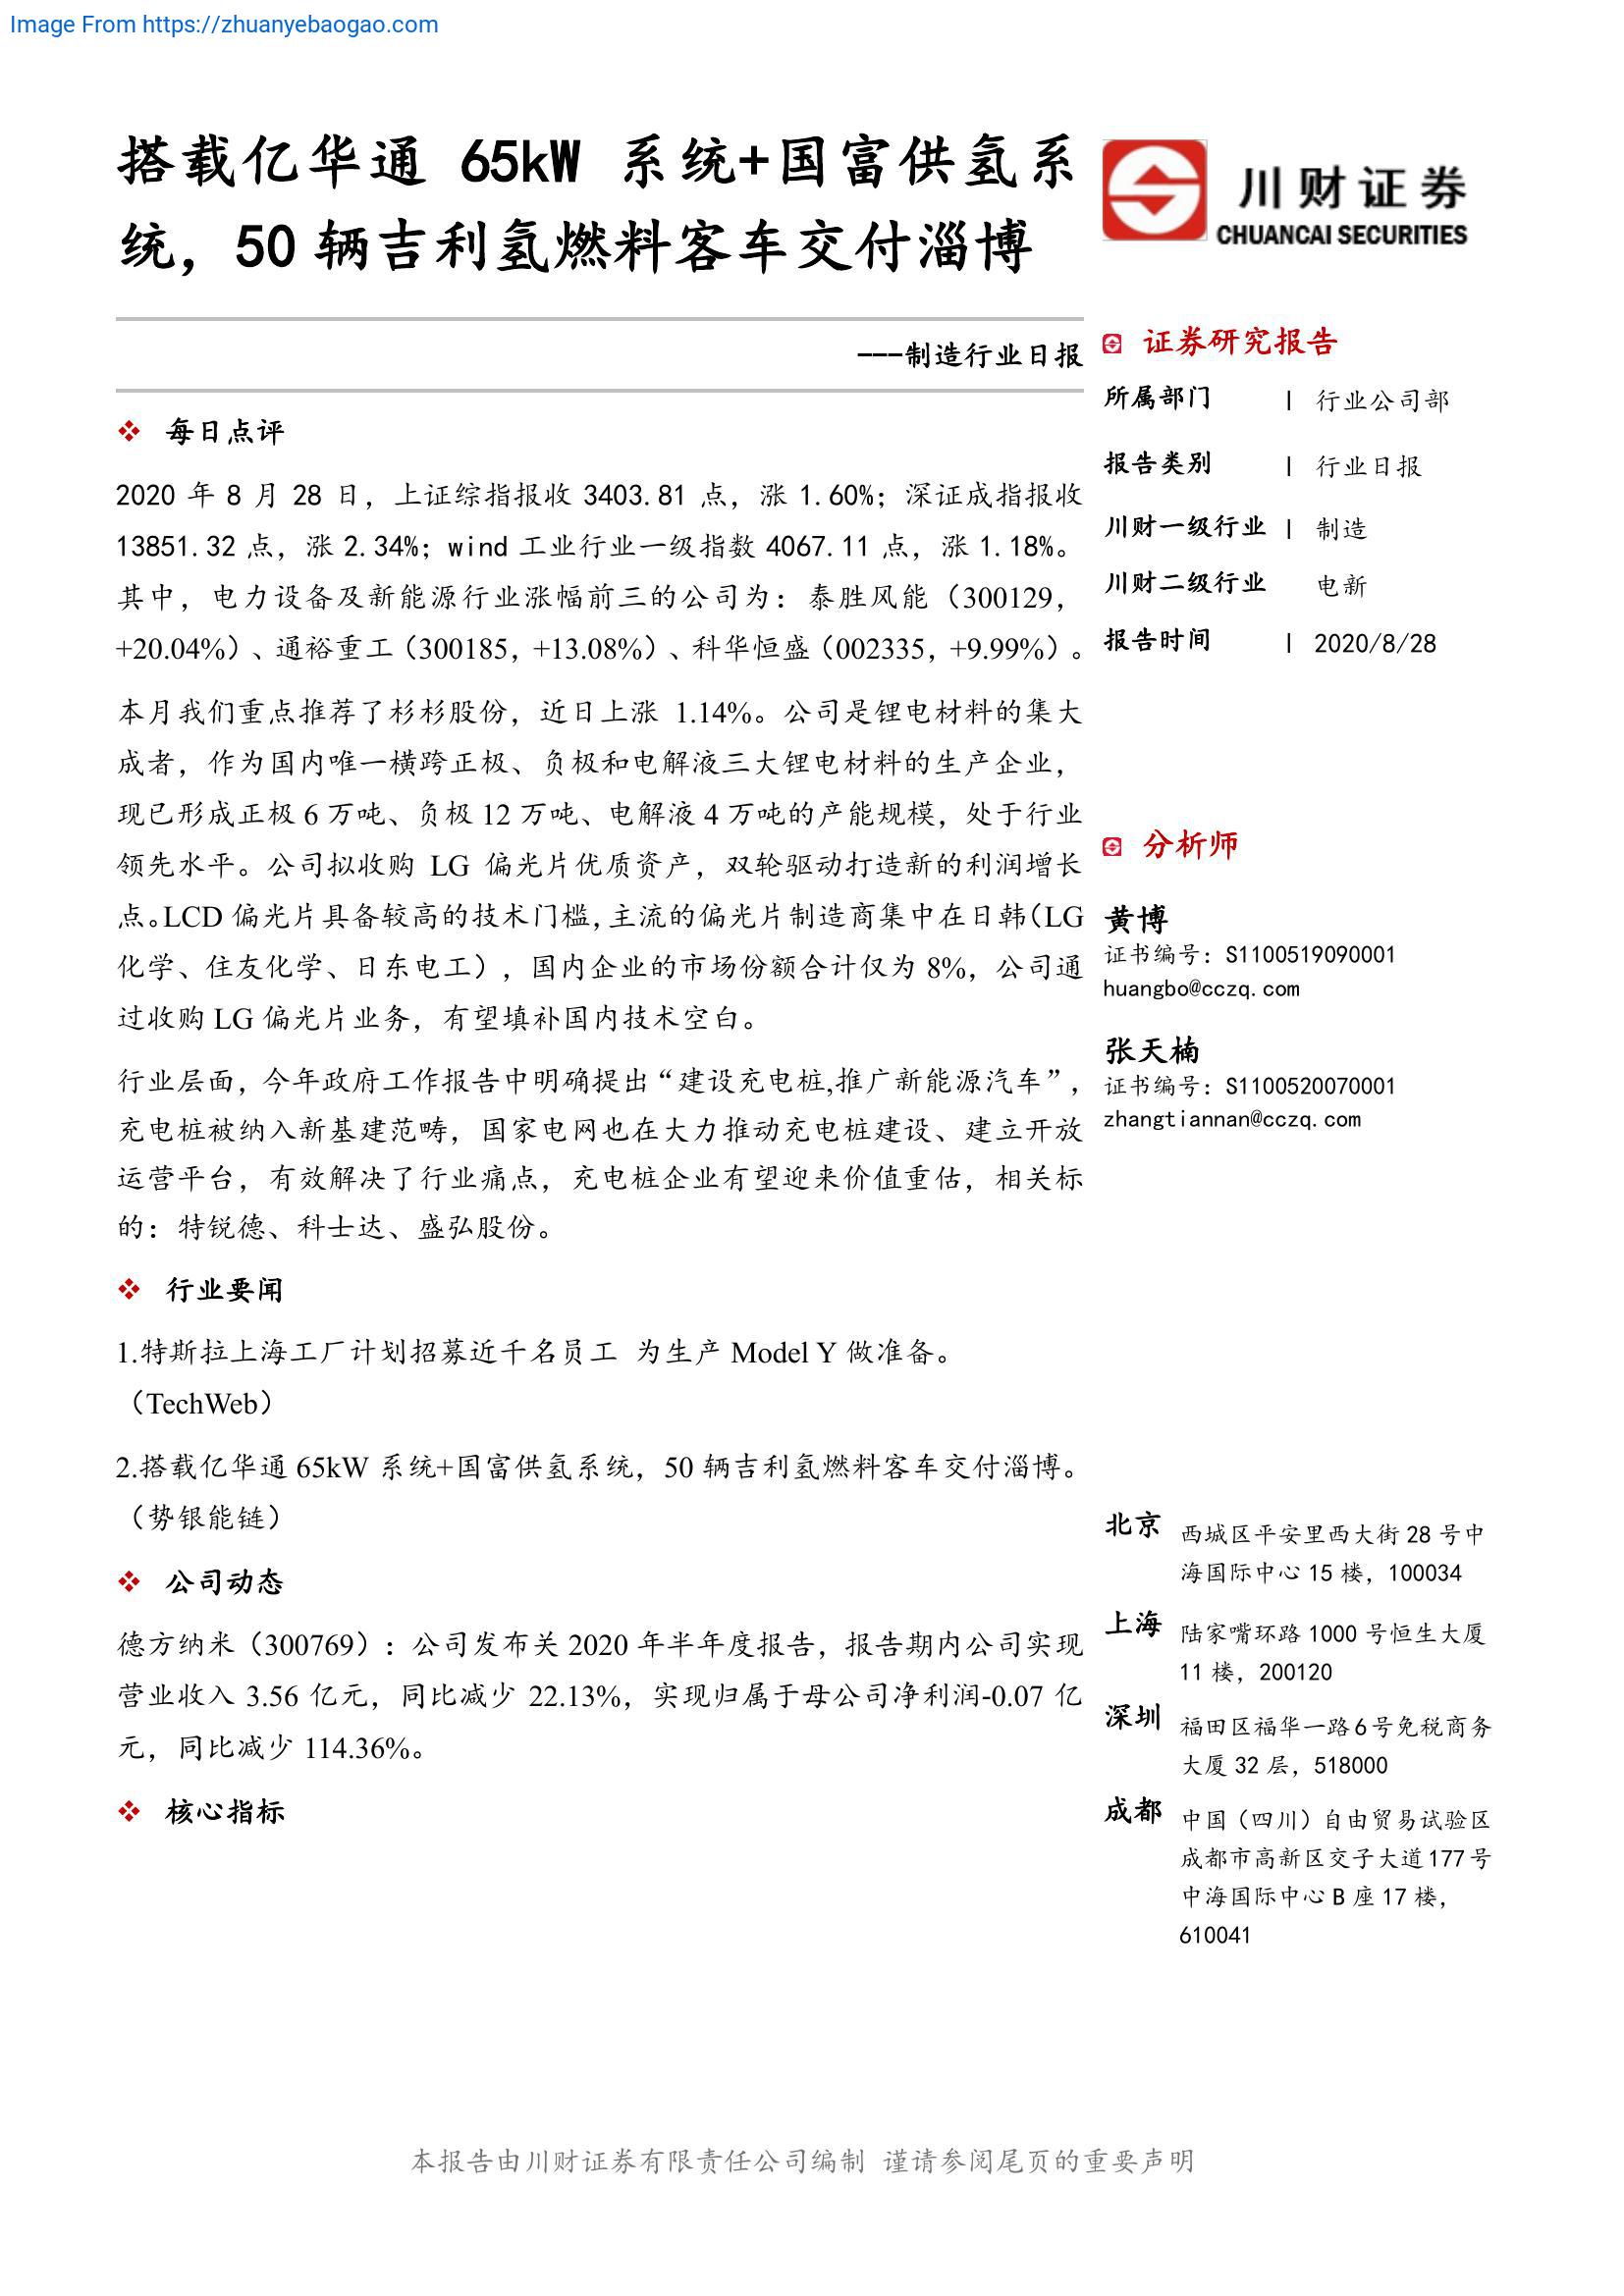 Image From https://zhuanyebaogao.com
搭载亿华通 65kW 系统+国富供氢系
统，50 辆吉利氢燃料客车交付淄博
---制造行业日报
每日点评
2020 年 8 月 28 日，上证综指报收 3403.81 点，涨 1.60%；深证成指报收
13851.32 点，涨 2.34%；wind 工业行业一级指数 4067.11 点，涨 1.18%。
其中，电力设备及新能源行业涨幅前三的公司为：泰胜风能（300129，
+20.04%）、通裕重工（300185，+13.08%）、科华恒盛（002335，+9.99%）。
本月我们重点推荐了杉杉股份，近日上涨 1.14%。公司是锂电材料的集大
成者，作为国内唯一横跨正极、负极和电解液三大锂电材料的生产企业，
现已形成正极 6 万吨、负极 12 万吨、电解液 4 万吨的产能规模，处于行业
领先水平。公司拟收购 LG 偏光片优质资产，双轮驱动打造新的利润增长
点。LCD 偏光片具备较高的技术门槛，主流的偏光片制造商集中在日韩（LG
化学、住友化学、日东电工），国内企业的市场份额合计仅为 8%，公司通
过收购 LG 偏光片业务，有望填补国内技术空白。
行业层面，今年政府工作报告中明确提出“建设充电桩,推广新能源汽车”，
充电桩被纳入新基建范畴，国家电网也在大力推动充电桩建设、建立开放
运营平台，有效解决了行业痛点，充电桩企业有望迎来价值重估，相关标
的：特锐德、科士达、盛弘股份。
行业要闻
1.特斯拉上海工厂计划招募近千名员工 为生产 Model Y 做准备。
（TechWeb）
2.搭载亿华通 65kW 系统+国富供氢系统，50 辆吉利氢燃料客车交付淄博。
（势银能链）
公司动态
德方纳米（300769）：公司发布关 2020 年半年度报告，报告期内公司实现
营业收入 3.56 亿元，同比减少 22.13%，实现归属于母公司净利润-0.07 亿
元，同比减少 114.36%。
核心指标
川财证券
CHUANCAI SECURITIES
证券研究报告
所属部门 | 行业公司部
报告类别 | 行业日报
川财一级行业 | 制造
川财二级行业 电新
报告时间 | 2020/8/28
分析师
黄博
证书编号：S1100519090001
huangbo@cczq.com
张天楠
证书编号：S1100520070001
zhangtiannan@cczq.com
北京 西城区平安里西大街 28 号中
海国际中心 15 楼，100034
上海 陆家嘴环路 1000 号恒生大厦
11 楼，200120
深圳 福田区福华一路 6 号免税商务
大厦 32 层，518000
成都 中国（四川）自由贸易试验区
成都市高新区交子大道 177 号
中海国际中心 B 座 17 楼，
610041
本报告由川财证券有限责任公司编制 谨请参阅尾页的重要声明